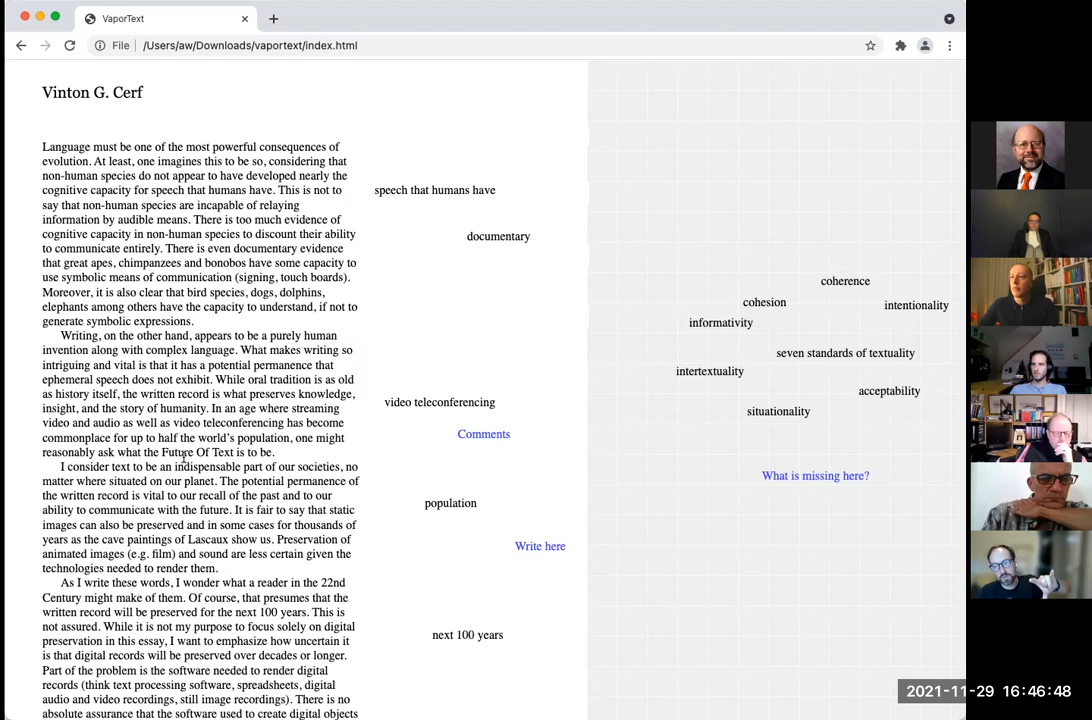 VaporText
File
/Users/aw/Downloads/vaportext/index.html
Vinton G. Cerf
Language must be one of the most powerful consequences of
evolution. At least, one imagines this to be so, considering that
non-human species do not appear to have developed nearly the
cognitive capacity for speech that humans have. This is not to
say that non-human species are incapable of relaying
information by audible means. There is too much evidence of
cognitive capacity in non-human species to discount their ability
to communicate entirely. There is even documentary evidence
that great apes, chimpanzees and bonobos have some capacity to
use symbolic means of communication (signing, touch boards).
Moreover, it is also clear that bird species, dogs, dolphins,
elephants among others have the capacity to understand, if not to
generate symbolic expressions.
Writing, on the other hand, appears to be a purely human
invention along with complex language. What makes writing so
intriguing and vital is that it has a potential permanence that
ephemeral speech does not exhibit. While oral tradition is as old
as history itself, the written record is what preserves knowledge,
insight, and the story of humanity. In an age where streaming
video and audio as well as video teleconferencing has become
commonplace for up to half the world's population, one might
reasonably ask what the Future Of Text is to be.
I consider text to be an indispensable part of our societies, no
matter where situated on our planet. The potential permanence of
the written record is vital to our recall of the past and to our
ability to communicate with the future. It is fair to say that static
images can also be preserved and in some cases for thousands of
years as the cave paintings of Lascaux show us. Preservation of
animated images (e.g. film) and sound are less certain given the
technologies needed to render them.
As I write these words, I wonder what a reader in the 22nd
Century might make of them. Of course, that presumes that the
written record will be preserved for the next 100 years. This is
not assured. While it is not my purpose to focus solely on digital
preservation in this essay, I want to emphasize how uncertain it
is that digital records will be preserved over decades or longer.
Part of the problem is the software needed to render digital
records (think text processing software, spreadsheets, digital
audio and video recordings, still image recordings). There is no
absolute assurance that the software used to create digital objects
speech that humans have
documentary
video teleconferencing
Comments
population
Write here
next 100 years
coherence
cohesion
intentionality
informativity
seven standards of textuality
intertextuality
acceptability
situationality
What is missing here?
2021-11-29 16:46:48